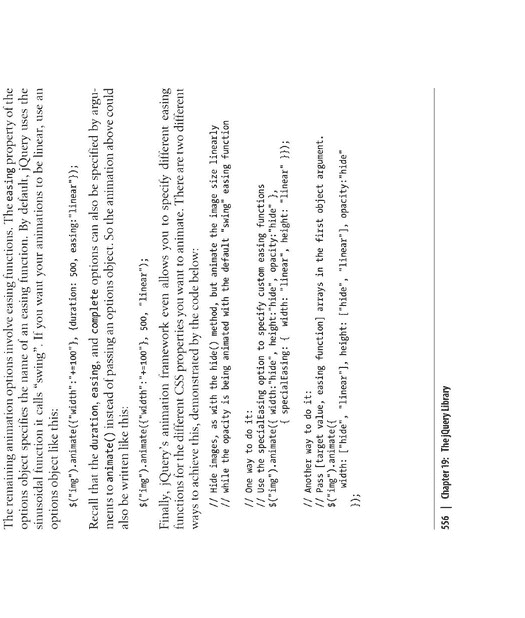 The remaining animation options involve easing functions. The easing property of the
options object specifies the name of an easing function. By default, jQuery uses the
sinusoidal function it calls “swing”. If you want your animations to be linear, use an
options object like this:
$("img").animate({"width":"+=100"}, {duration: 500, easing:"linear"});
Recall that the duration, easing, and complete options can also be specified by argu-
ments to animate() instead of passing an options object. So the animation above could
also be written like this:
$("img").animate({"width":"+=100"}, 500, "linear");
Finally, jQuery’s animation framework even allows you to specify different easing
functions for the different CSS properties you want to animate. There are two different
ways to achieve this, demonstrated by the code below:
// Hide images, as with the hide() method, but animate the image size linearly
// while the opacity is being animated with the default "swing" easing function
// One way to do it:
// Use the specialEasing option to specify custom easing functions
$("img").animate({ width:"hide", height:"hide", opacity:"hide" },
{ specialEasing: { width: "linear", height: "linear" }});
// Another way to do it:
// Pass [target value, easing function] arrays in the first object argument.
$("img").animate({
width: ["hide", "linear"], height: ["hide", "linear"], opacity:"hide"
});
556 | Chapter 19: The jQuery Library